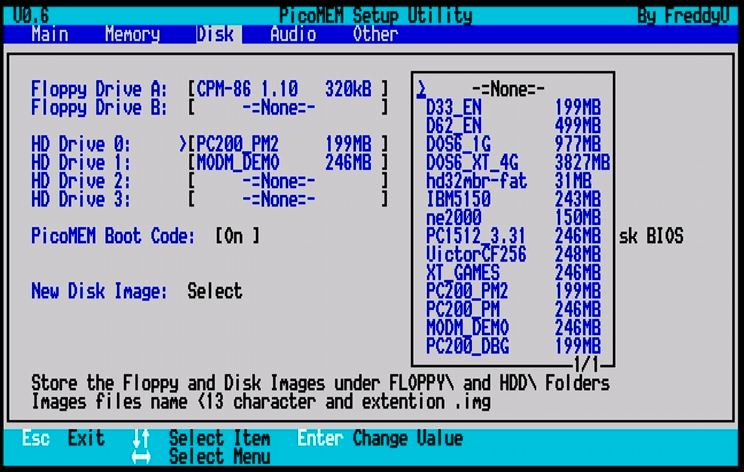 V0.6 PicoMEM Setup Utility By FreddyV
Main Memory Disk Audio Other
Floppy Drive A: [CPM-86 1.10 320kB ]
Floppy Drive B: [ -=None=- ]
HD Drive 0: >[PC200_PM2 199MB ]
HD Drive 1: [MODM_DEMO 246MB ]
HD Drive 2: [ -=None=- ]
HD Drive 3: [ -=None=- ]
PicoMEM Boot Code: [On ]
sk BIOS
New Disk Image: Select
> -=None=-
D33_EN 199MB
D62_EN 499MB
DOS6_1G 977MB
DOS6_XT_4G 3827MB
hd32mbr-fat 31MB
IBM5150 243MB
ne2000 150MB
PC1512_3.31 246MB
VictorCF256 248MB
XT_GAMES 246MB
PC200_PM2 199MB
PC200_PM 246MB
MODM_DEMO 246MB
PC200_DBG 199MB
1/1
Store the Floppy and Disk Images under FLOPPY\ and HDD\ Folders
Images files name <13 character and extention .img
Esc Exit ↓↑ Select Item Enter Change Value
↔ Select Menu